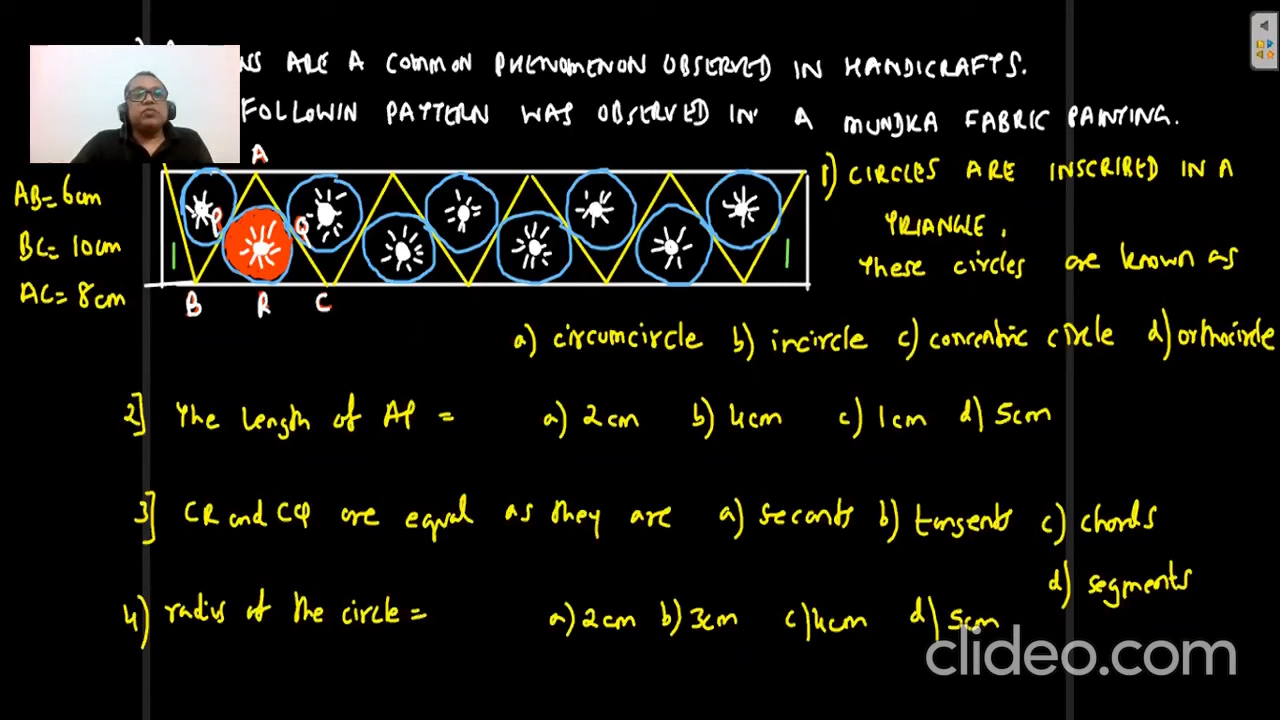 ARE A COMMON PHENOMENON OBSERVED IN HANDICRAFTS.
FOLLOWIN PATTERN WAS OBSERVED IN A MUNDKA FABRIC PAINTING.
A
AB = 6cm
BC = 10cm
AC = 8cm
P
Q
B R C
1) CIRCLES ARE INSCRIBED IN A
TRIANGLE.
These circles are known as
a) circumcircle b) incircle c) concentric circle d) orthocircle
2] The length of AP = a) 2cm b) 4cm c) 1cm d) 5cm
3] CR and CQ are equal as they are a) secants b) tangents c) chords
d) segments
4) radius of the circle = a) 2cm b) 3cm c) 4cm d) 5cm
clideo.com